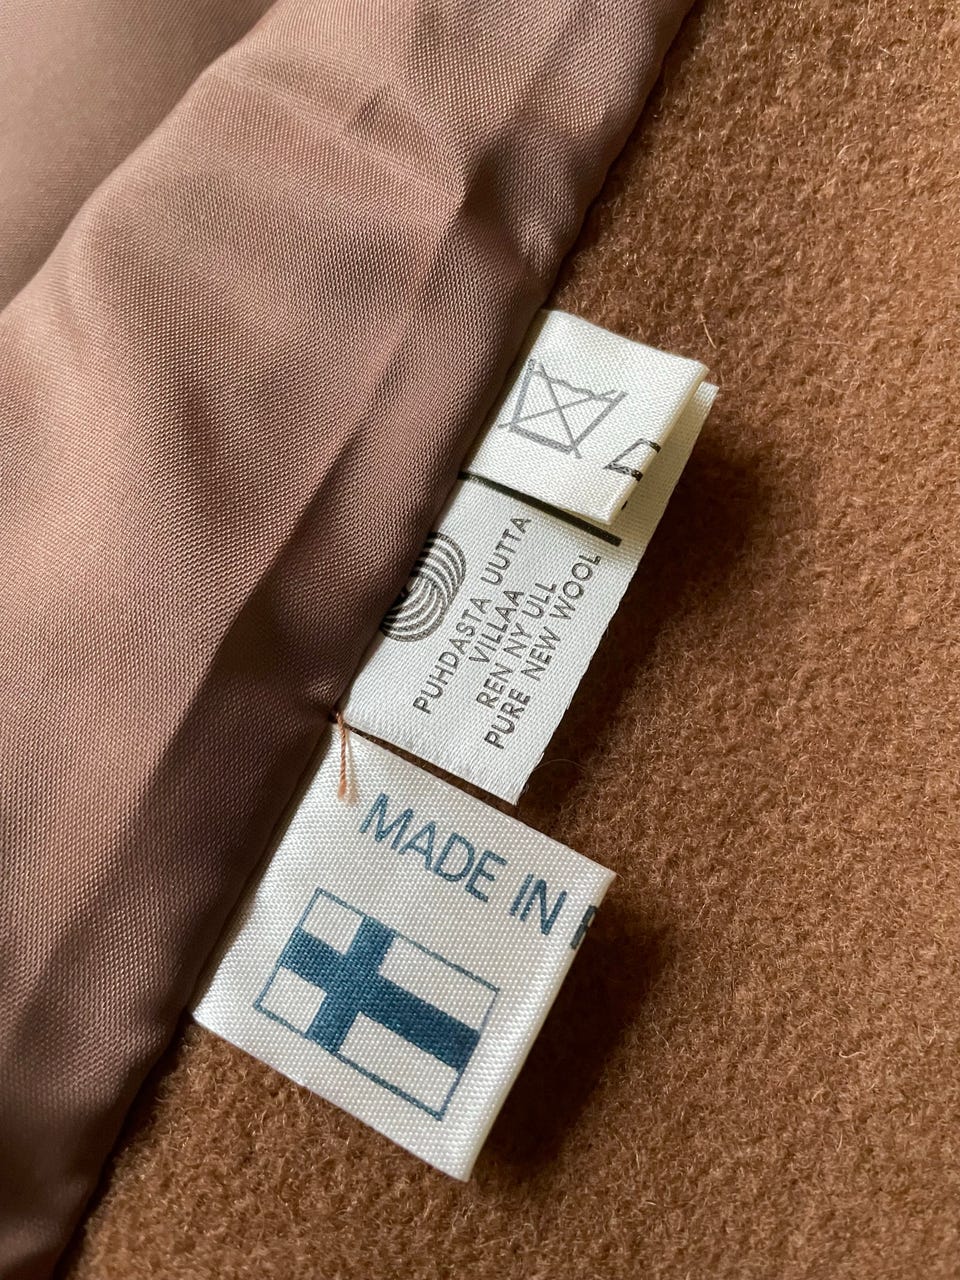 PUHDASTA UUTTA
VILLAA
REN NY ULL
PURE NEW WOOL
MADE IN